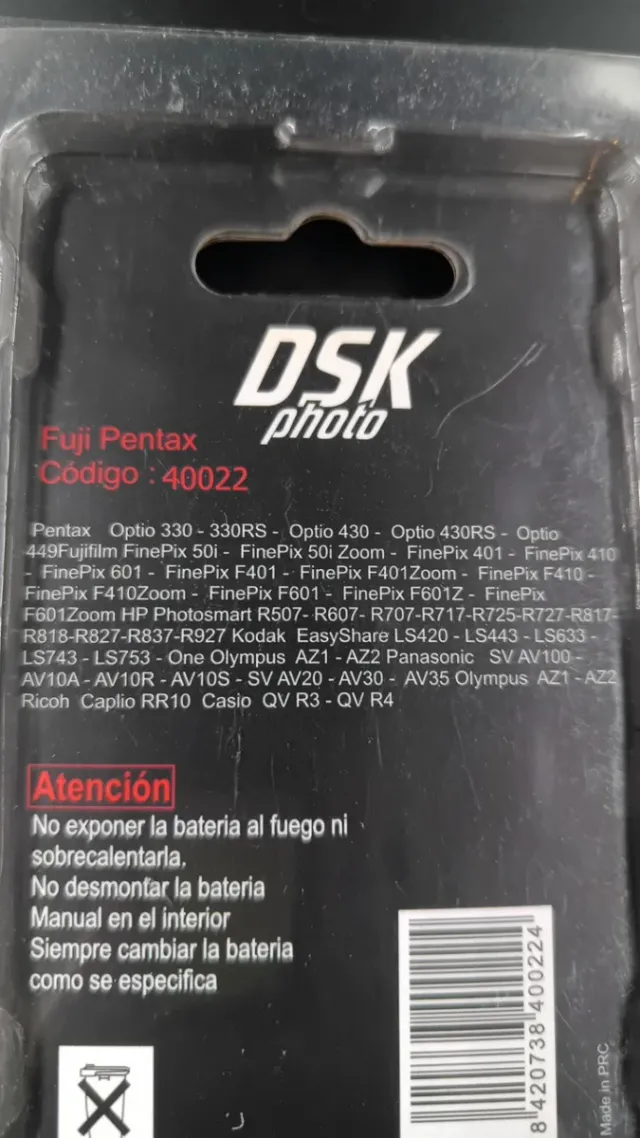 DSK
photo
Fuji Pentax
Código : 40022
Pentax Optio 330 - 330RS - Optio 430 - Optio 430RS - Optio
449Fujifilm FinePix 50i - FinePix 50i Zoom - FinePix 401 - FinePix 410
- FinePix 601 - FinePix F401 - FinePix F401Zoom - FinePix F410 -
FinePix F410Zoom - FinePix F601 - FinePix F601Z - FinePix
F601Zoom HP Photosmart R507- R607- R707-R717-R725-R727-R817-
R818-R827-R837-R927 Kodak EasyShare LS420 - LS443 - LS633 -
LS743 - LS753 - One Olympus AZ1 - AZ2 Panasonic SV AV100 -
AV10A - AV10R - AV10S - SV AV20 - AV30 - AV35 Olympus AZ1 - AZ2
Ricoh Caplio RR10 Casio QV R3 - QV R4
Atención
No exponer la bateria al fuego ni
sobrecalentarla.
No desmontar la bateria
Manual en el interior
Siempre cambiar la bateria
como se especifica
8 420738 400224
Made in PRC